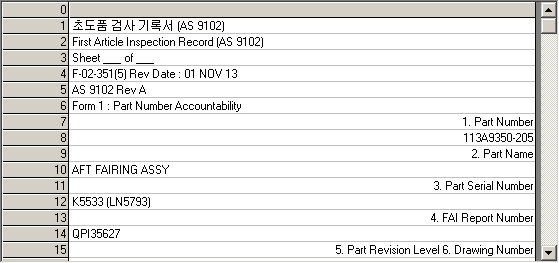 0
1 초도품 검사 기록서 (AS 9102)
2 First Article Inspection Record (AS 9102)
3 Sheet ___ of ___
4 F-02-351(5) Rev Date : 01 NOV 13
5 AS 9102 Rev A
6 Form 1 : Part Number Accountability
7 1. Part Number
8 113A9350-205
9 2. Part Name
10 AFT FAIRING ASSY
11 3. Part Serial Number
12 K5533 (LN5793)
13 4. FAI Report Number
14 QPI35627
15 5. Part Revision Level 6. Drawing Number